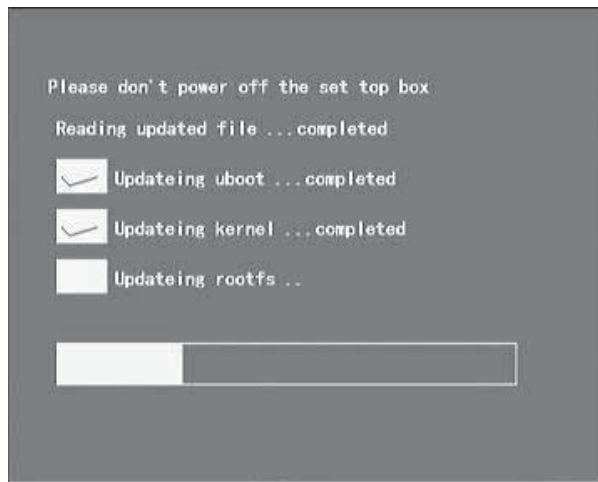 Please don't power off the set top box
Reading updated file ...completed
Updateing uboot ...completed
Updateing kernel ...completed
Updateing rootfs ..